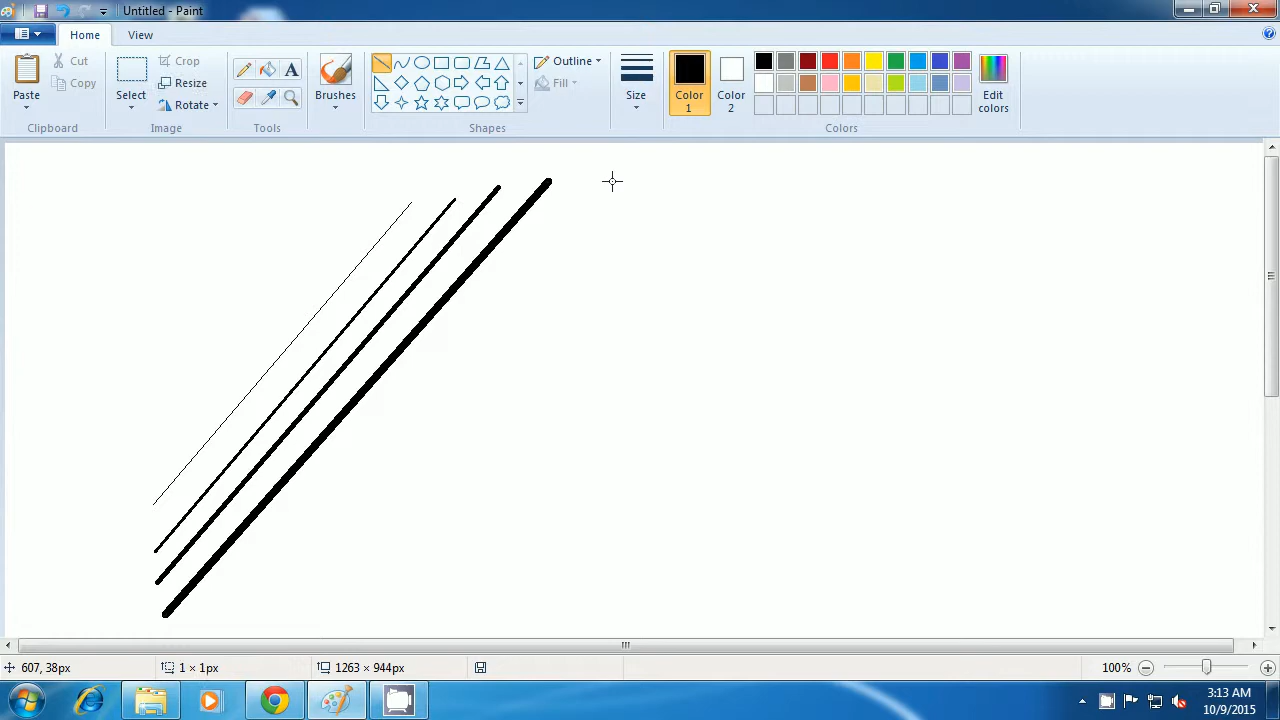 Untitled - Paint
Home View
Paste
Cut
Copy
Clipboard
Select
Crop
Resize
Rotate
Image
A
Tools
Brushes
Outline
Fill
Shapes
Size
Color 1
Color 2
Edit colors
Colors
607, 38px
1 × 1px
1263 × 944px
100%
3:13 AM
10/9/2015